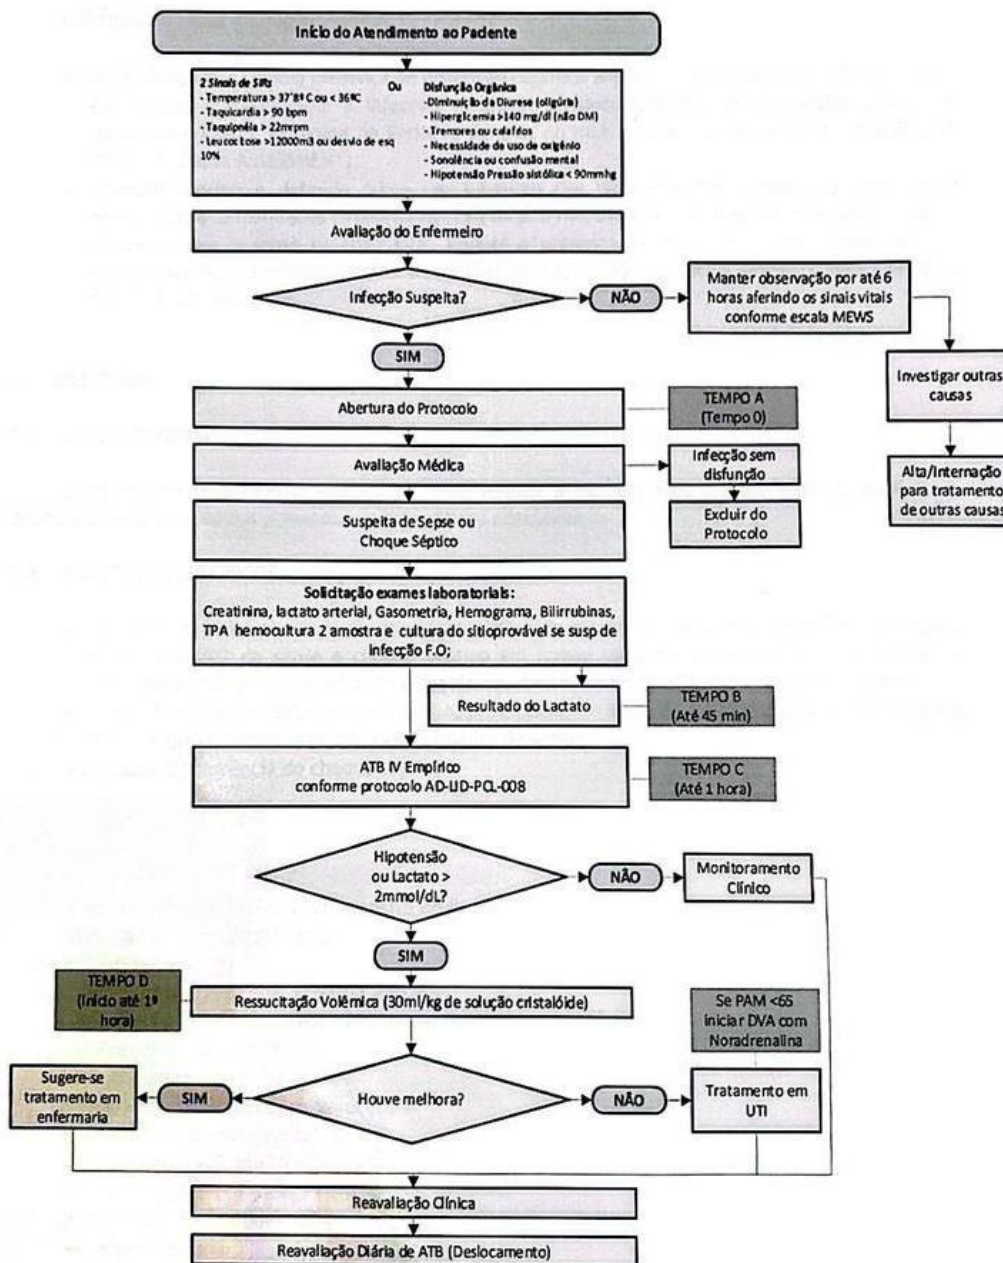 Início do Atendimento ao Paciente
2 Sinais de SIRs
- Temperatura > 37'8º C ou < 36ºC
- Taquicardia > 90 bpm
- Taquipnéia > 22mrpm
- Leucocitose >12000m3 ou desvio de esq
10%
Ou
Disfunção Orgânica
-Diminuição da Diurese (oligúria)
- Hiperglicemia >140 mg/dl (não DM)
- Tremores ou calafrios
- Necessidade de uso de oxigênio
- Sonolência ou confusão mental
- Hipotensão Pressão sistólica < 90mmhg
Avaliação do Enfermeiro
Infecção Suspeita?
NÃO
Manter observação por até 6
horas aferindo os sinais vitais
conforme escala MEWS
SIM
Investigar outras
causas
Abertura do Protocolo
TEMPO A
(Tempo 0)
Avaliação Médica
Infecção sem
disfunção
Alta/Internação
para tratamento
de outras causas
Suspeita de Sepse ou
Choque Séptico
Excluir do
Protocolo
Solicitação exames laboratoriais:
Creatinina, lactato arterial, Gasometria, Hemograma, Bilirrubinas,
TPA hemocultura 2 amostra e cultura do sitioprovável se susp de
infecção F.O;
Resultado do Lactato
TEMPO B
(Até 45 min)
ATB IV Empírico
conforme protocolo AD-IJD-PCL-008
TEMPO C
(Até 1 hora)
Hipotensão
ou Lactato >
2mmol/dL?
NÃO
Monitoramento
Clínico
SIM
TEMPO D
(Início até 1ª
hora)
Ressucitação Volêmica (30ml/kg de solução cristalóide)
Se PAM <65
iniciar DVA com
Noradrenalina
Sugere-se
tratamento em
enfermaria
SIM
Houve melhora?
NÃO
Tratamento em
UTI
Reavaliação Clínica
Reavaliação Diária de ATB (Deslocamento)